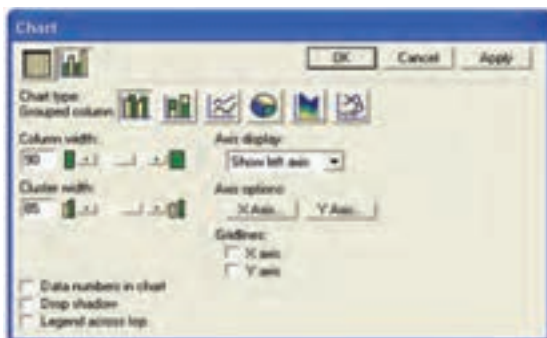 Chart
OK Cancel Apply
Chart type:
Grouped column
Column width: Axis display:
90 Show left axis
Cluster width: Axis options:
85 X Axis... Y Axis...
Gridlines:
X axis
Y axis
Data numbers in chart
Drop shadow
Legend across top